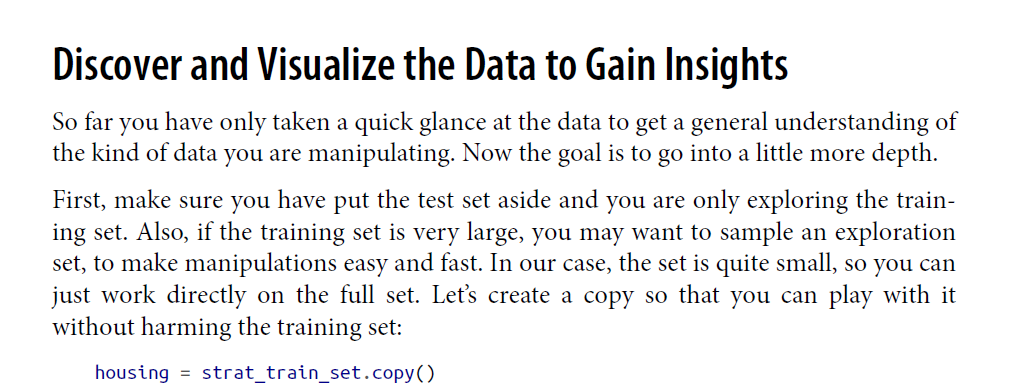 Discover and Visualize the Data to Gain Insights
So far you have only taken a quick glance at the data to get a general understanding of
the kind of data you are manipulating. Now the goal is to go into a little more depth.
First, make sure you have put the test set aside and you are only exploring the train-
ing set. Also, if the training set is very large, you may want to sample an exploration
set, to make manipulations easy and fast. In our case, the set is quite small, so you can
just work directly on the full set. Let’s create a copy so that you can play with it
without harming the training set:
housing = strat_train_set.copy()